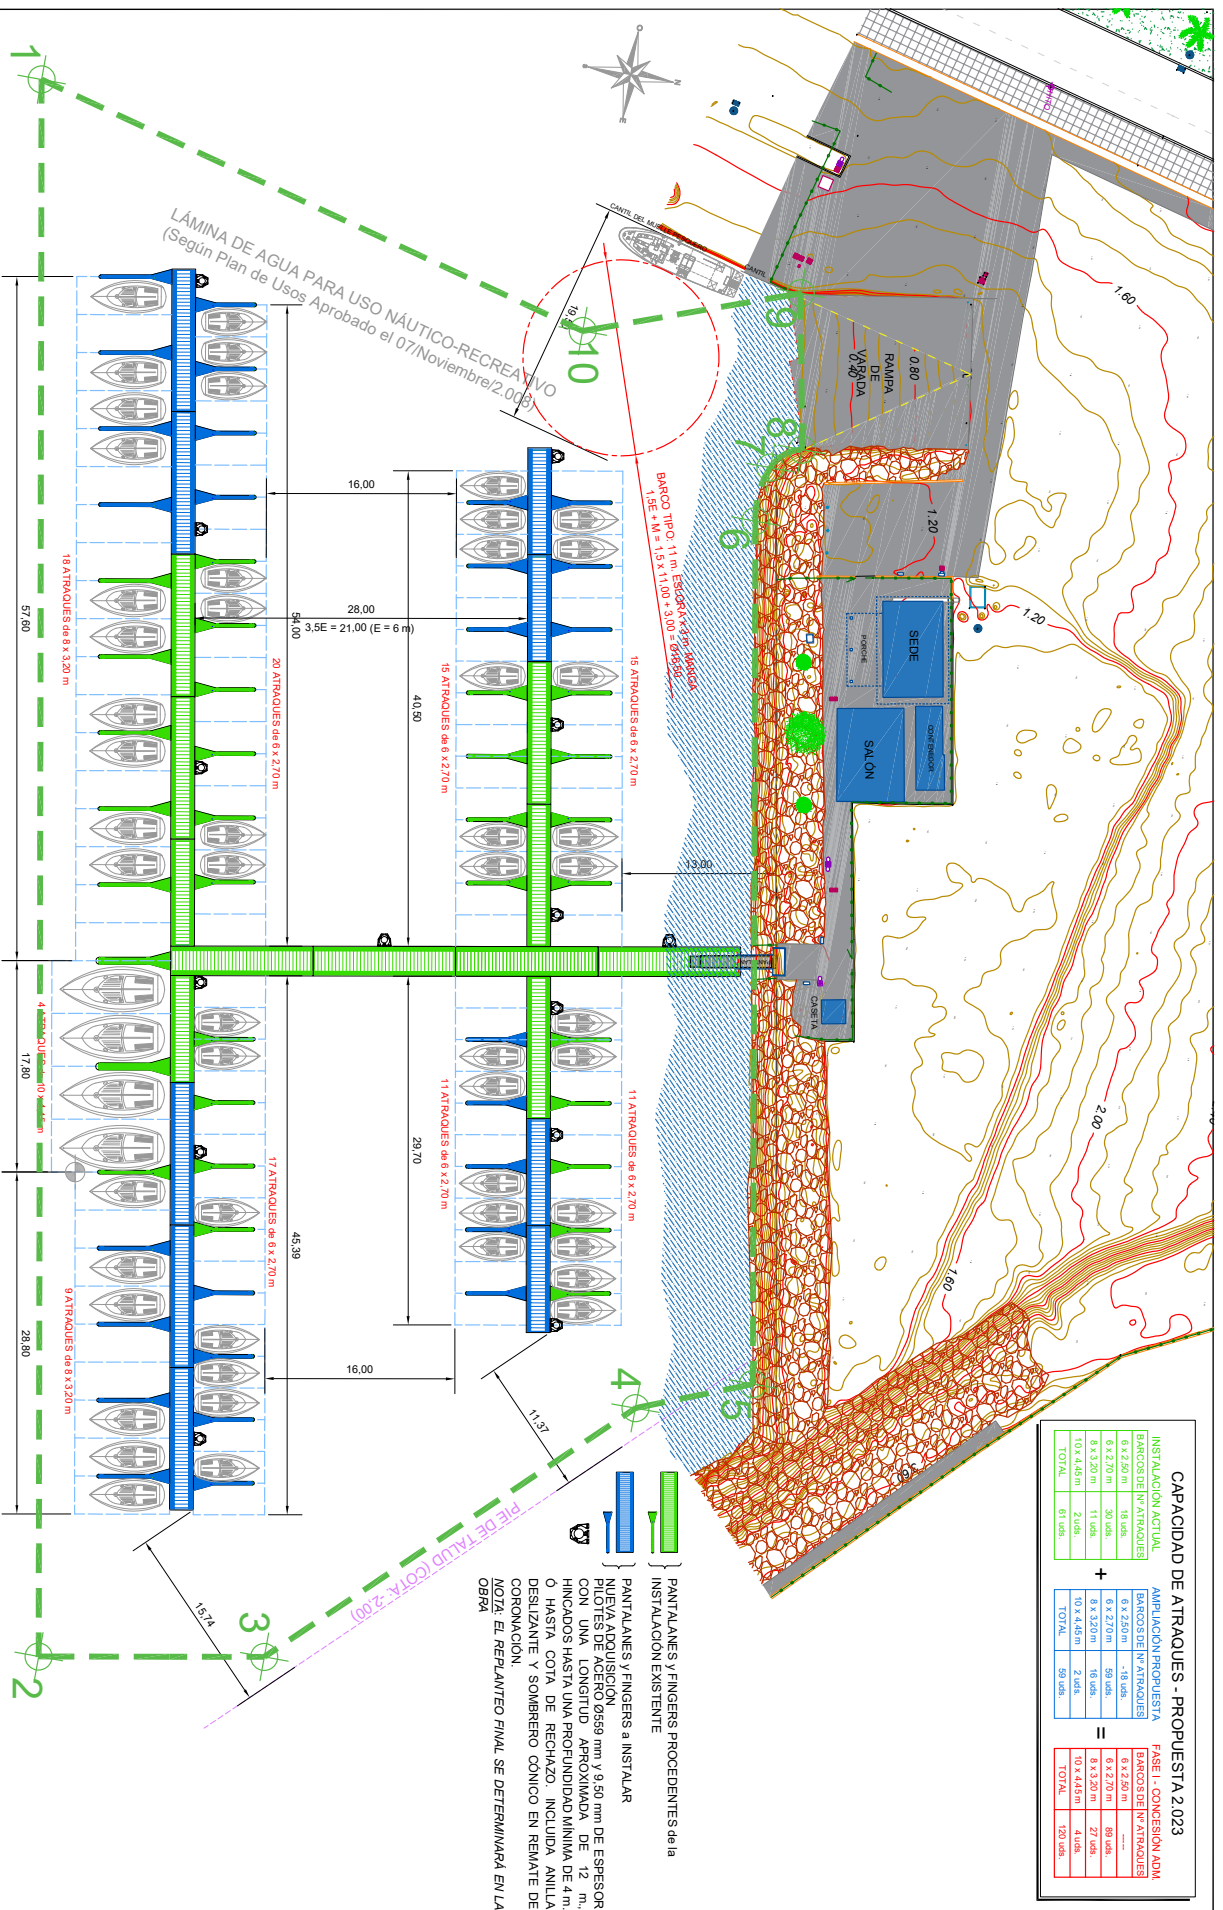 CAPACIDAD DE ATRAQUES - PROPUESTA 2.023
INSTALACIÓN ACTUAL
BARCOS DE Nº ATRAQUES
6 x 2,50 m 18 uds.
6 x 2,70 m 30 uds.
8 x 3,20 m 11 uds.
10 x 4,45 m 2 uds.
TOTAL 61 uds.
+
AMPLIACIÓN PROPUESTA
BARCOS DE Nº ATRAQUES
6 x 2,50 m -18 uds.
6 x 2,70 m 59 uds.
8 x 3,20 m 16 uds.
10 x 4,45 m 2 uds.
TOTAL 59 uds.
=
FASE I - CONCESIÓN ADM.
BARCOS DE Nº ATRAQUES
6 x 2,50 m ----
6 x 2,70 m 89 uds.
8 x 3,20 m 27 uds.
10 x 4,45 m 4 uds.
TOTAL 120 uds.
PANTALANES y FINGERS PROCEDENTES de la
INSTALACIÓN EXISTENTE
PANTALANES y FINGERS a INSTALAR
NUEVA ADQUISICIÓN
PILOTES DE ACERO Ø559 mm y 9,50 mm DE ESPESOR
CON UNA LONGITUD APROXIMADA DE 12 m.,
HINCADOS HASTA UNA PROFUNDIDAD MÍNIMA DE 4 m.
Ó HASTA COTA DE RECHAZO. INCLUIDA ANILLA
DESLIZANTE Y SOMBRERO CÓNICO EN REMATE DE
CORONACIÓN.
NOTA: EL REPLANTEO FINAL SE DETERMINARÁ EN LA
OBRA
1.60
0.80
RAMPA
DE
VARADA
0.40
1.20
1.20
SEDE
PORCHE
CONTENEDOR
SALÓN
CASETA
2.00
1.60
3.60
CANTIL
LÁMINA DE AGUA PARA USO NÁUTICO-RECREATIVO
(Según Plan de Usos Aprobado el 07/Noviembre/2.008)
BARCO TIPO: 11 m. ESLORA x 3 m. MANGA
1,5E + M = 1,5 x 11,00 + 3,00 = Ø19,50
13,00
15 ATRAQUES de 6 x 2,70 m
11 ATRAQUES de 6 x 2,70 m
15 ATRAQUES de 6 x 2,70 m
11 ATRAQUES de 6 x 2,70 m
40,50
29,70
16,00
28,00
3,5E = 21,00 (E = 6 m)
16,00
54,00
45,39
20 ATRAQUES de 6 x 2,70 m
17 ATRAQUES de 6 x 2,70 m
18 ATRAQUES de 8 x 3,20 m
9 ATRAQUES de 8 x 3,20 m
57,60
17,80
28,80
11,37
15,74
PIE DE TALUD (COTA: -2,00)
1
2
3
4
5
6
7
8
9
10